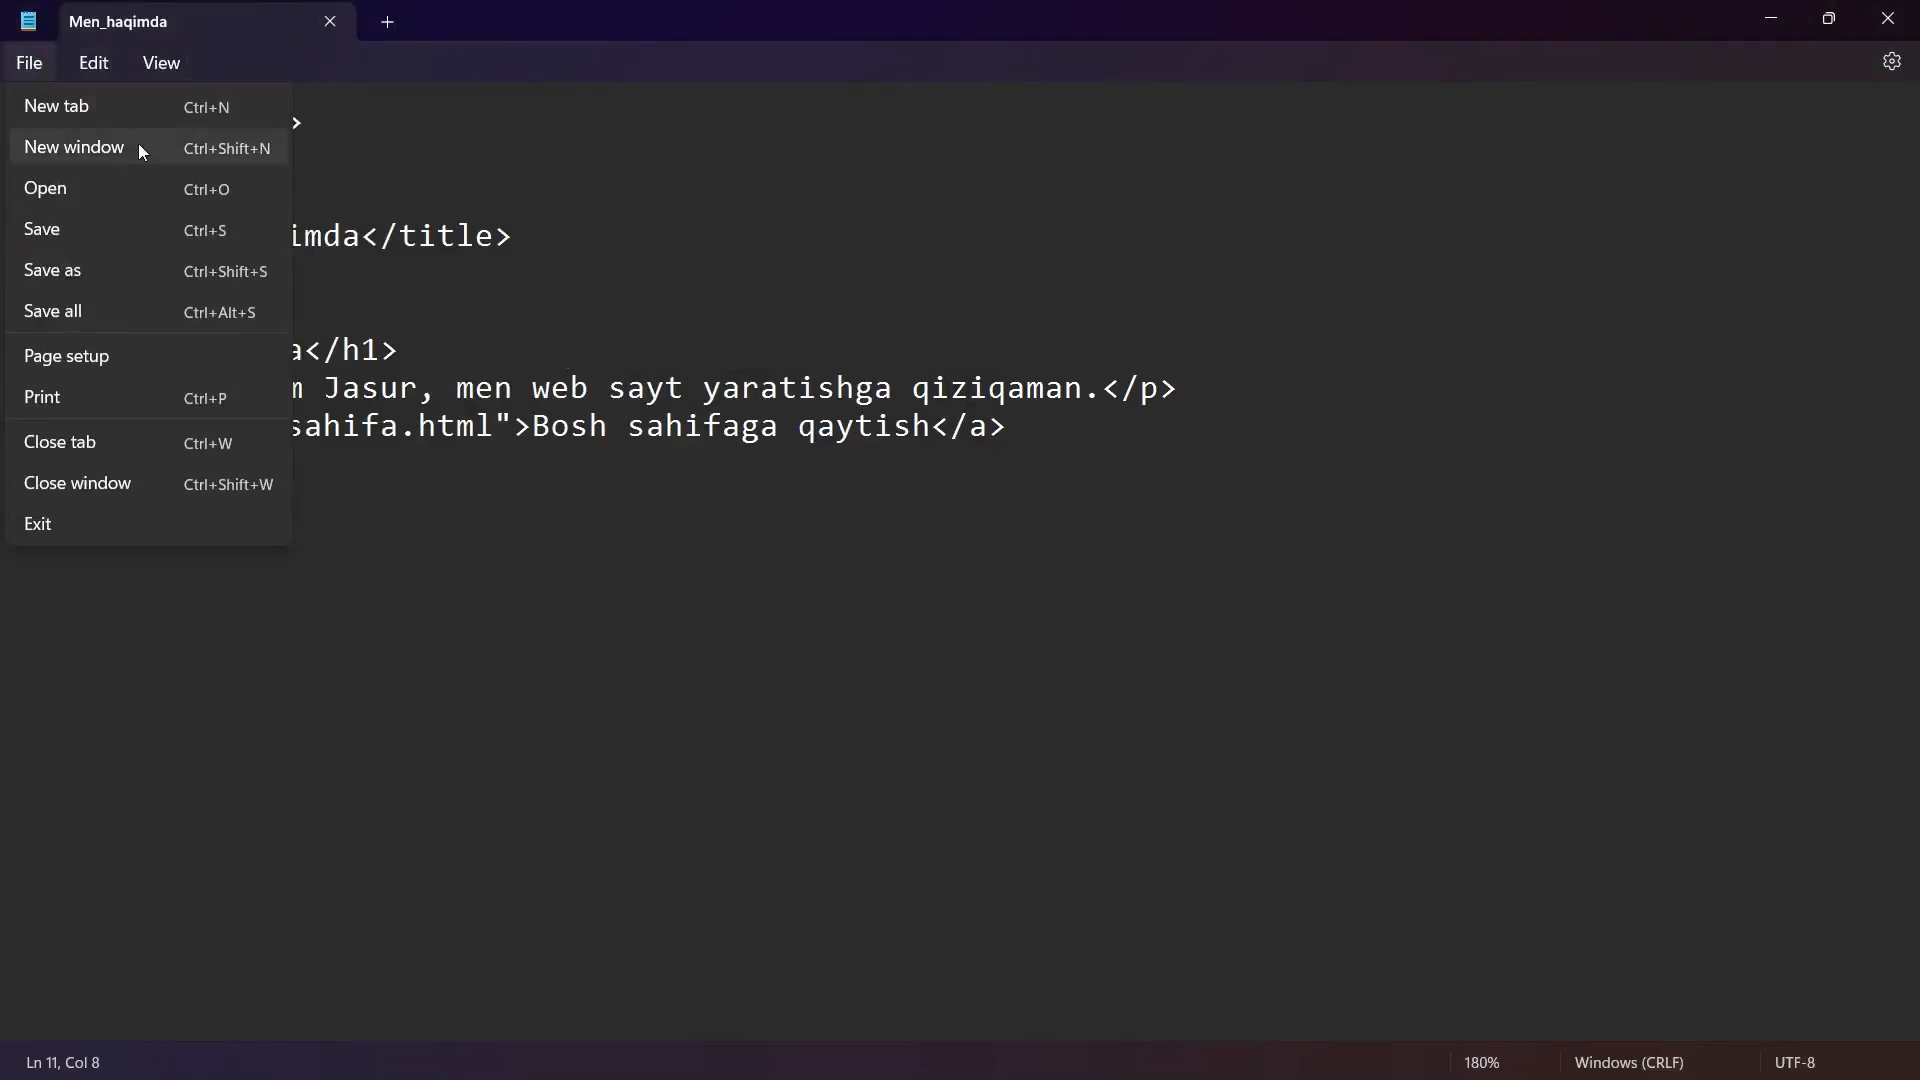 Men_haqimda
File Edit View
New tab Ctrl+N
>
New window Ctrl+Shift+N
Open Ctrl+O
Save Ctrl+S
imda</title>
Save as Ctrl+Shift+S
Save all Ctrl+Alt+S
a</h1>
Page setup
m Jasur, men web sayt yaratishga qiziqaman.</p>
Print Ctrl+P
sahifa.html">Bosh sahifaga qaytish</a>
Close tab Ctrl+W
Close window Ctrl+Shift+W
Exit
Ln 11, Col 8 180% Windows (CRLF) UTF-8